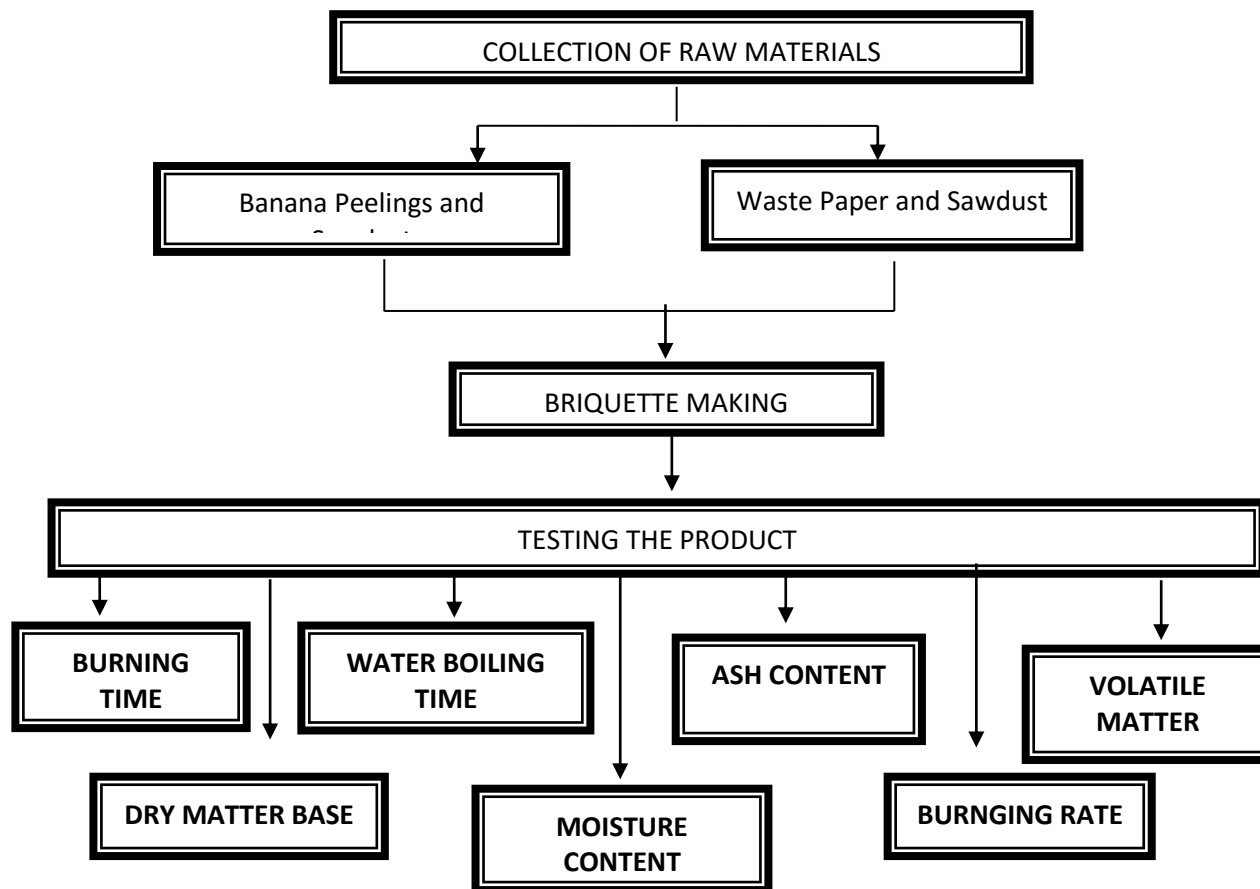 COLLECTION OF RAW MATERIALS
Banana Peelings and
Waste Paper and Sawdust
BRIQUETTE MAKING
TESTING THE PRODUCT
BURNING
TIME
WATER BOILING
TIME
ASH CONTENT
VOLATILE
MATTER
DRY MATTER BASE
MOISTURE
CONTENT
BURNGING RATE